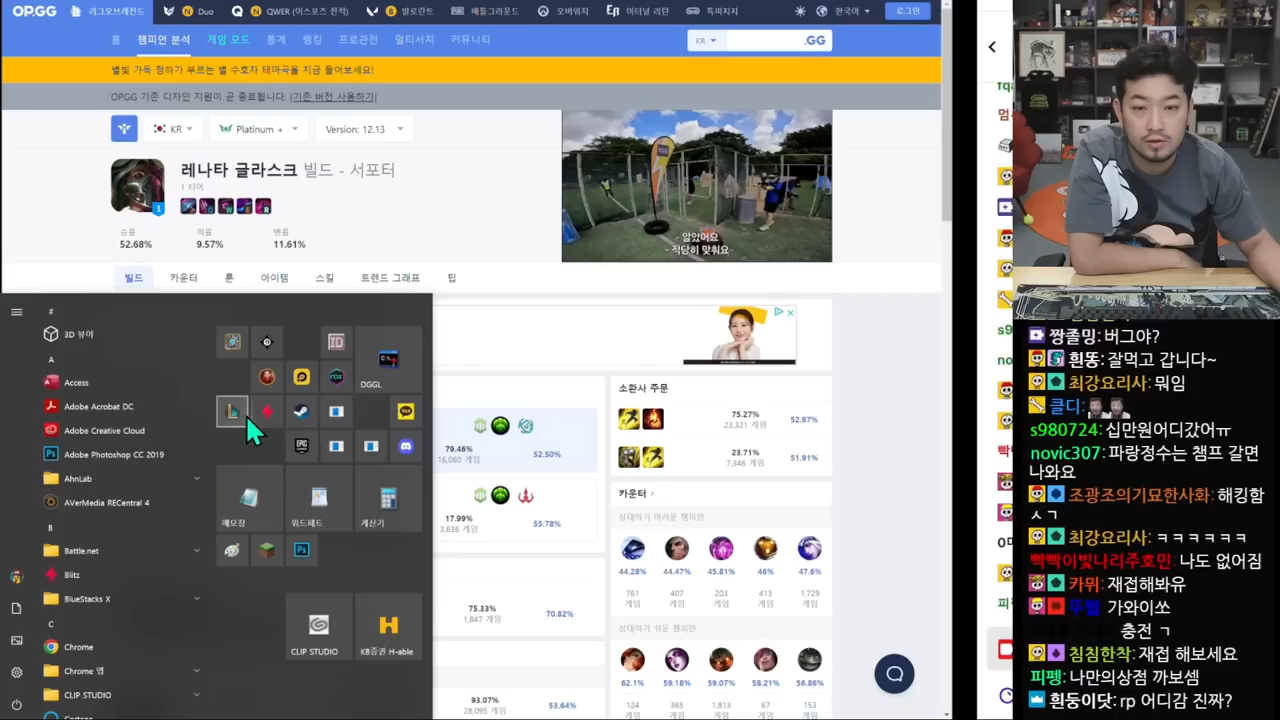 OP.GG
리그오브레전드
Duo
QWER (이스포츠 전적)
발로란트
배틀그라운드
오버워치
이터널 리턴
톡피지지
한국어
로그인
홈
챔피언 분석
게임 모드
통계
랭킹
프로관전
멀티서치
커뮤니티
KR
.GG
별빛 가득 청하가 부르는 별 수호자 테마곡을 지금 들어보세요!
OP.GG 기존 디자인 지원이 곧 종료됩니다. (기존 버전 사용하기)
KR
Platinum +
Version: 12.13
레나타 글라스크 빌드 - 서포터
1 티어
승률
픽률
밴률
52.68%
9.57%
11.61%
- 알았어요
- 적당히 맞춰요
빌드
카운터
룬
아이템
스킬
트렌드 그래프
팁
#
3D 뷰어
A
Access
Adobe Acrobat DC
Adobe Creative Cloud
Adobe Photoshop CC 2019
AhnLab
AVerMedia RECentral 4
B
Battle.net
Blitz
BlueStacks X
C
Chrome
Chrome 앱
CLIP STUDIO
DGGL
메모장
워드패드
계산기
CLIP STUDIO
KB증권 H-able
79.46%
16,060 게임
52.50%
17.99%
3,636 게임
55.78%
75.33%
1,847 게임
70.82%
93.07%
28,095 게임
53.64%
소환사 주문
75.27%
23,321 게임
52.97%
23.71%
7,346 게임
51.91%
카운터
상대하기 어려운 챔피언
44.28%
44.47%
45.81%
46%
47.6%
761
407
203
413
1,729
게임
게임
게임
게임
게임
상대하기 쉬운 챔피언
62.1%
59.18%
59.07%
58.21%
56.86%
124
365
1,813
67
153
짱졸밍: 버그야?
흰뚱: 잘먹고 갑니다~
최강요리사: 뭐임
클디:
s980724: 십만원어디갔어ㅠ
novic307: 파랑정수는 챔프 갈면
나와요
조광조의기묘한사화: 해킹함
ㅅㄱ
최강요리사: ㅋㅋㅋㅋㅋㅋ
빡빡이빛나리주호민: 나도 없어짐
카뮈: 재접해봐유
가와이쏘
충전 ㄱ
침침한착: 재접 해보세요
피펭: 나만의상점 까보셈
흰둥이닷: rp 어디감 진짜?